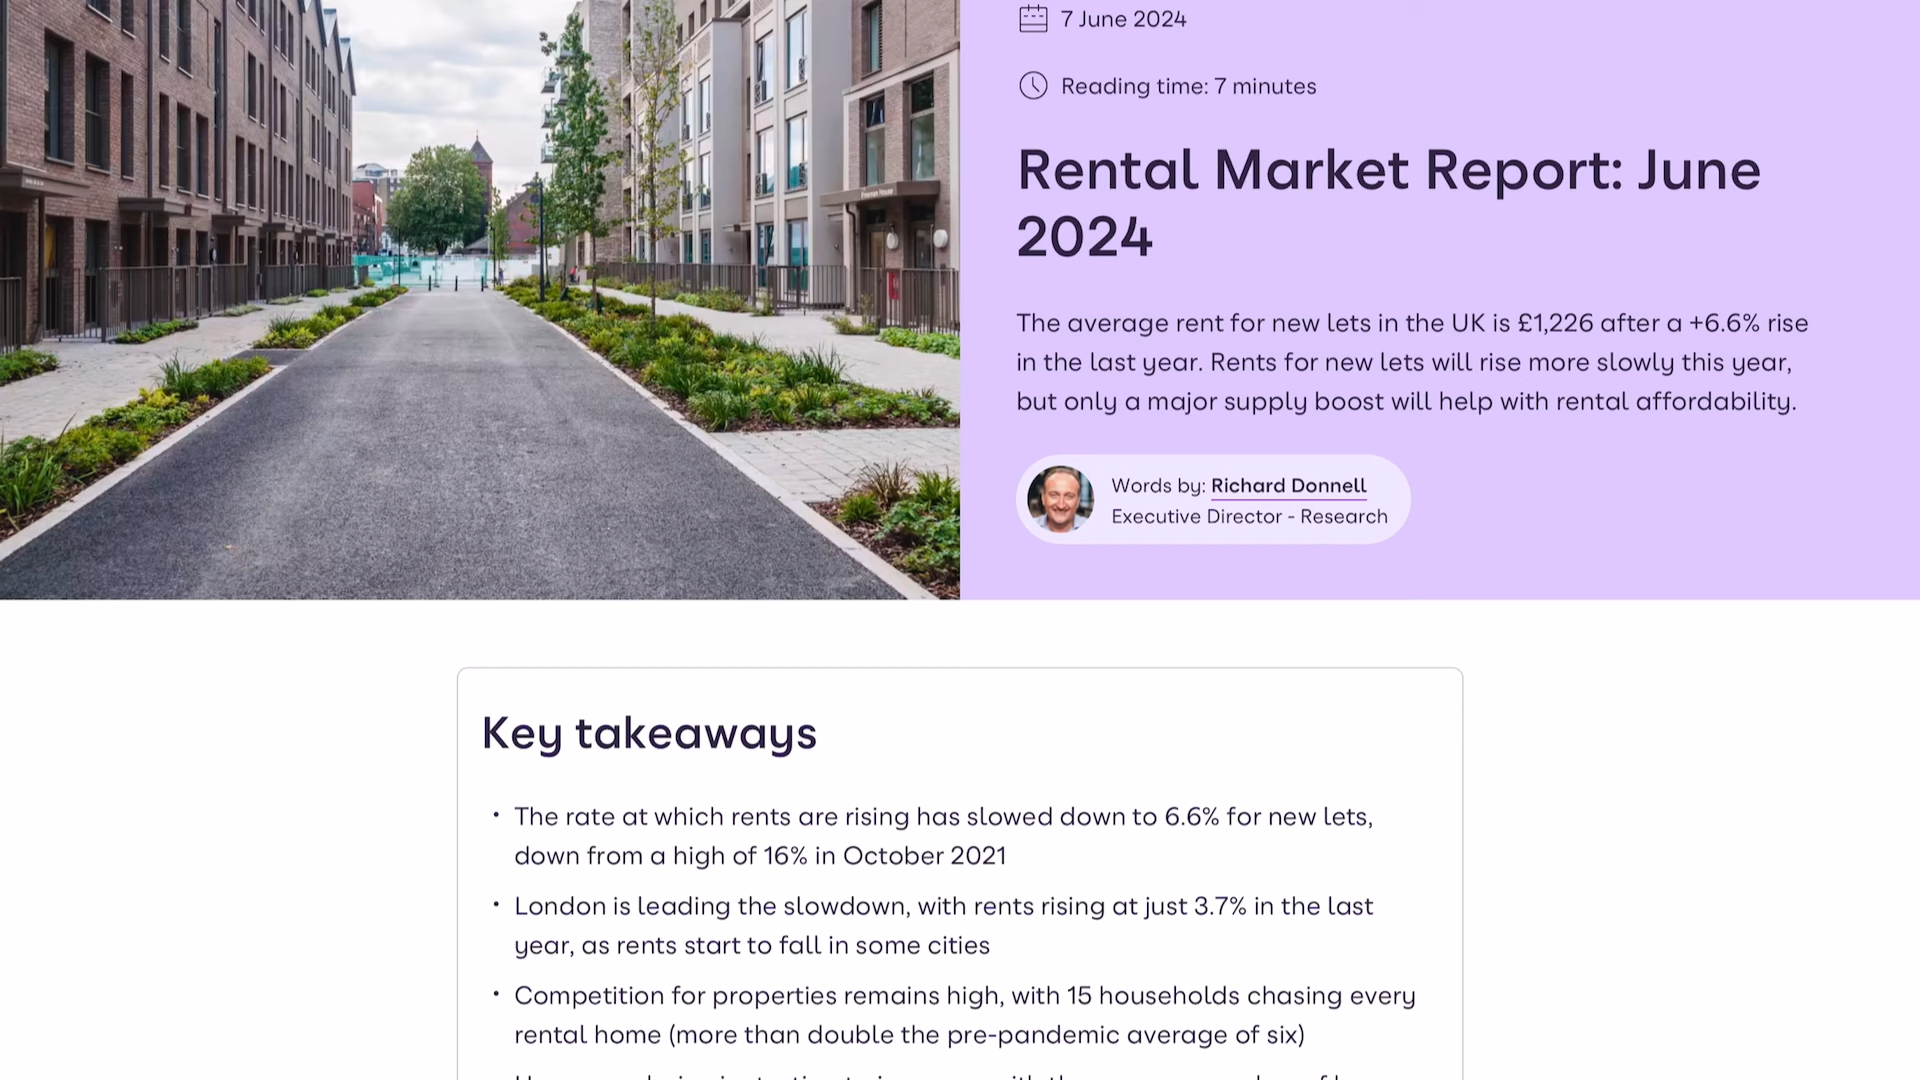 7 June 2024
Reading time: 7 minutes
Rental Market Report: June
2024
The average rent for new lets in the UK is £1,226 after a +6.6% rise
in the last year. Rents for new lets will rise more slowly this year,
but only a major supply boost will help with rental affordability.
Words by: Richard Donnell
Executive Director - Research
Key takeaways
• The rate at which rents are rising has slowed down to 6.6% for new lets,
down from a high of 16% in October 2021
• London is leading the slowdown, with rents rising at just 3.7% in the last
year, as rents start to fall in some cities
• Competition for properties remains high, with 15 households chasing every
rental home (more than double the pre-pandemic average of six)